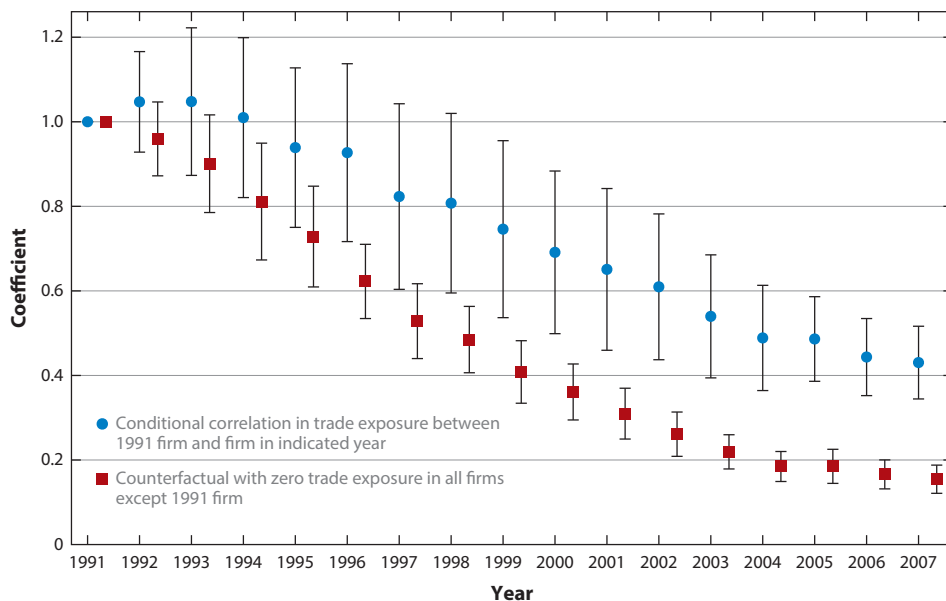 1.2
1.0
0.8
0.6
0.4
0.2
0
Coefficient
Conditional correlation in trade exposure between
1991 firm and firm in indicated year
Counterfactual with zero trade exposure in all firms
except 1991 firm
1991 1992 1993 1994 1995 1996 1997 1998 1999 2000 2001 2002 2003 2004 2005 2006 2007
Year